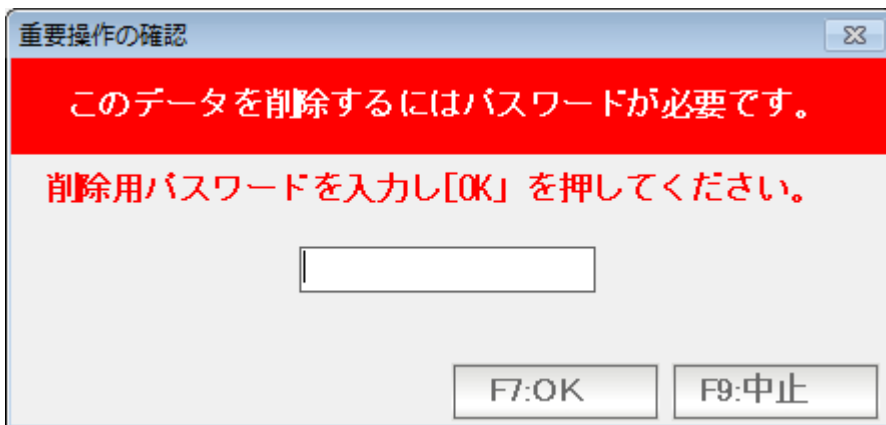 重要操作の確認
このデータを削除するにはパスワードが必要です。
削除用パスワードを入力し[OK」を押してください。
F7:OK
F9:中止